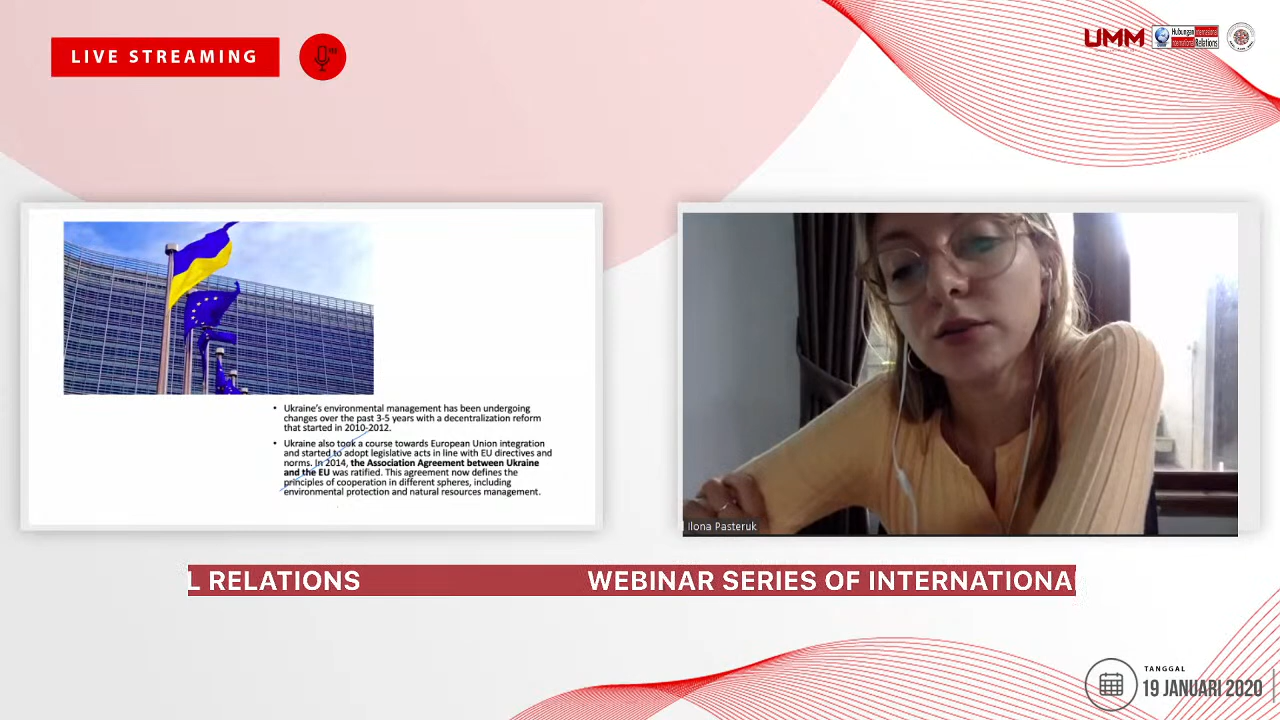 LIVE STREAMING
UMM
Hubungan Internasional
International Relations
• Ukraine's environmental management has been undergoing
changes over the past 3-5 years with a decentralization reform
that started in 2010-2012.
• Ukraine also took a course towards European Union integration
and started to adopt legislative acts in line with EU directives and
norms. In 2014, the Association Agreement between Ukraine
and the EU was ratified. This agreement now defines the
principles of cooperation in different spheres, including
environmental protection and natural resources management.
Ilona Pasteruk
L RELATIONS WEBINAR SERIES OF INTERNATIONA
TANGGAL
19 JANUARI 2020